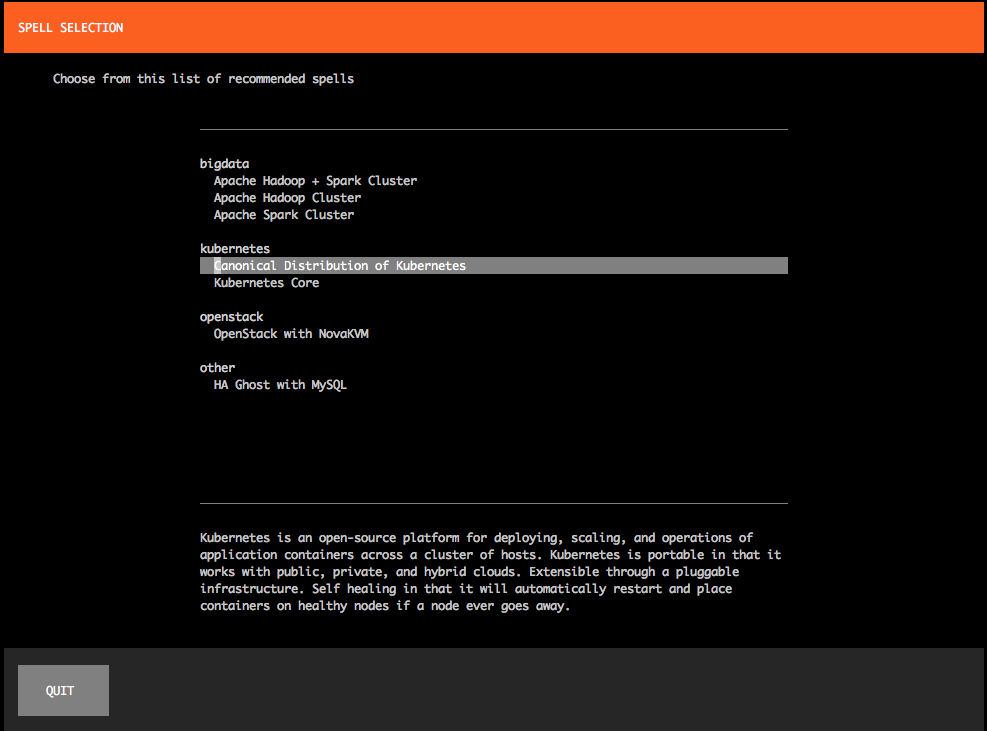 SPELL SELECTION
Choose from this list of recommended spells
bigdata
Apache Hadoop + Spark Cluster
Apache Hadoop Cluster
Apache Spark Cluster
kubernetes
Canonical Distribution of Kubernetes
Kubernetes Core
openstack
OpenStack with NovaKVM
other
HA Ghost with MySQL
Kubernetes is an open-source platform for deploying, scaling, and operations of
application containers across a cluster of hosts. Kubernetes is portable in that it
works with public, private, and hybrid clouds. Extensible through a pluggable
infrastructure. Self healing in that it will automatically restart and place
containers on healthy nodes if a node ever goes away.
QUIT